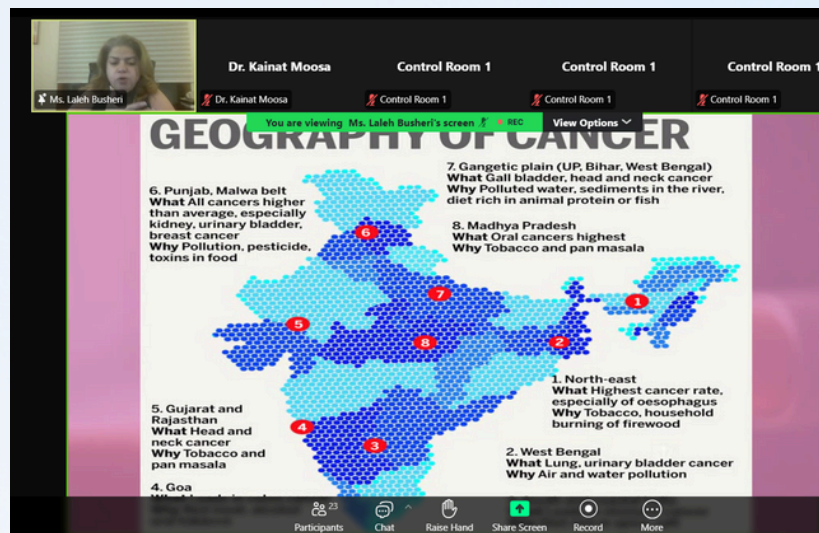 Dr. Kainat Moosa
Control Room 1
Control Room 1
Control Room 1
Ms. Laleh Busheri
Dr. Kainat Moosa
Control Room 1
Control Room 1
Control Room 1
You are viewing Ms. Laleh Busheri's screen
REC
View Options
GEOGRAPHY OF CANCER
6. Punjab, Malwa belt
What All cancers higher
than average, especially
kidney, urinary bladder,
breast cancer
Why Pollution, pesticide,
toxins in food
7. Gangetic plain (UP, Bihar, West Bengal)
What Gall bladder, head and neck cancer
Why Polluted water, sediments in the river,
diet rich in animal protein or fish
8. Madhya Pradesh
What Oral cancers highest
Why Tobacco and pan masala
6
7
1
5
8
2
4
3
1. North-east
What Highest cancer rate,
especially of oesophagus
Why Tobacco, household
burning of firewood
5. Gujarat and
Rajasthan
What Head and
neck cancer
Why Tobacco and
pan masala
2. West Bengal
What Lung, urinary bladder cancer
Why Air and water pollution
4. Goa
23
Participants
Chat
Raise Hand
Share Screen
Record
More